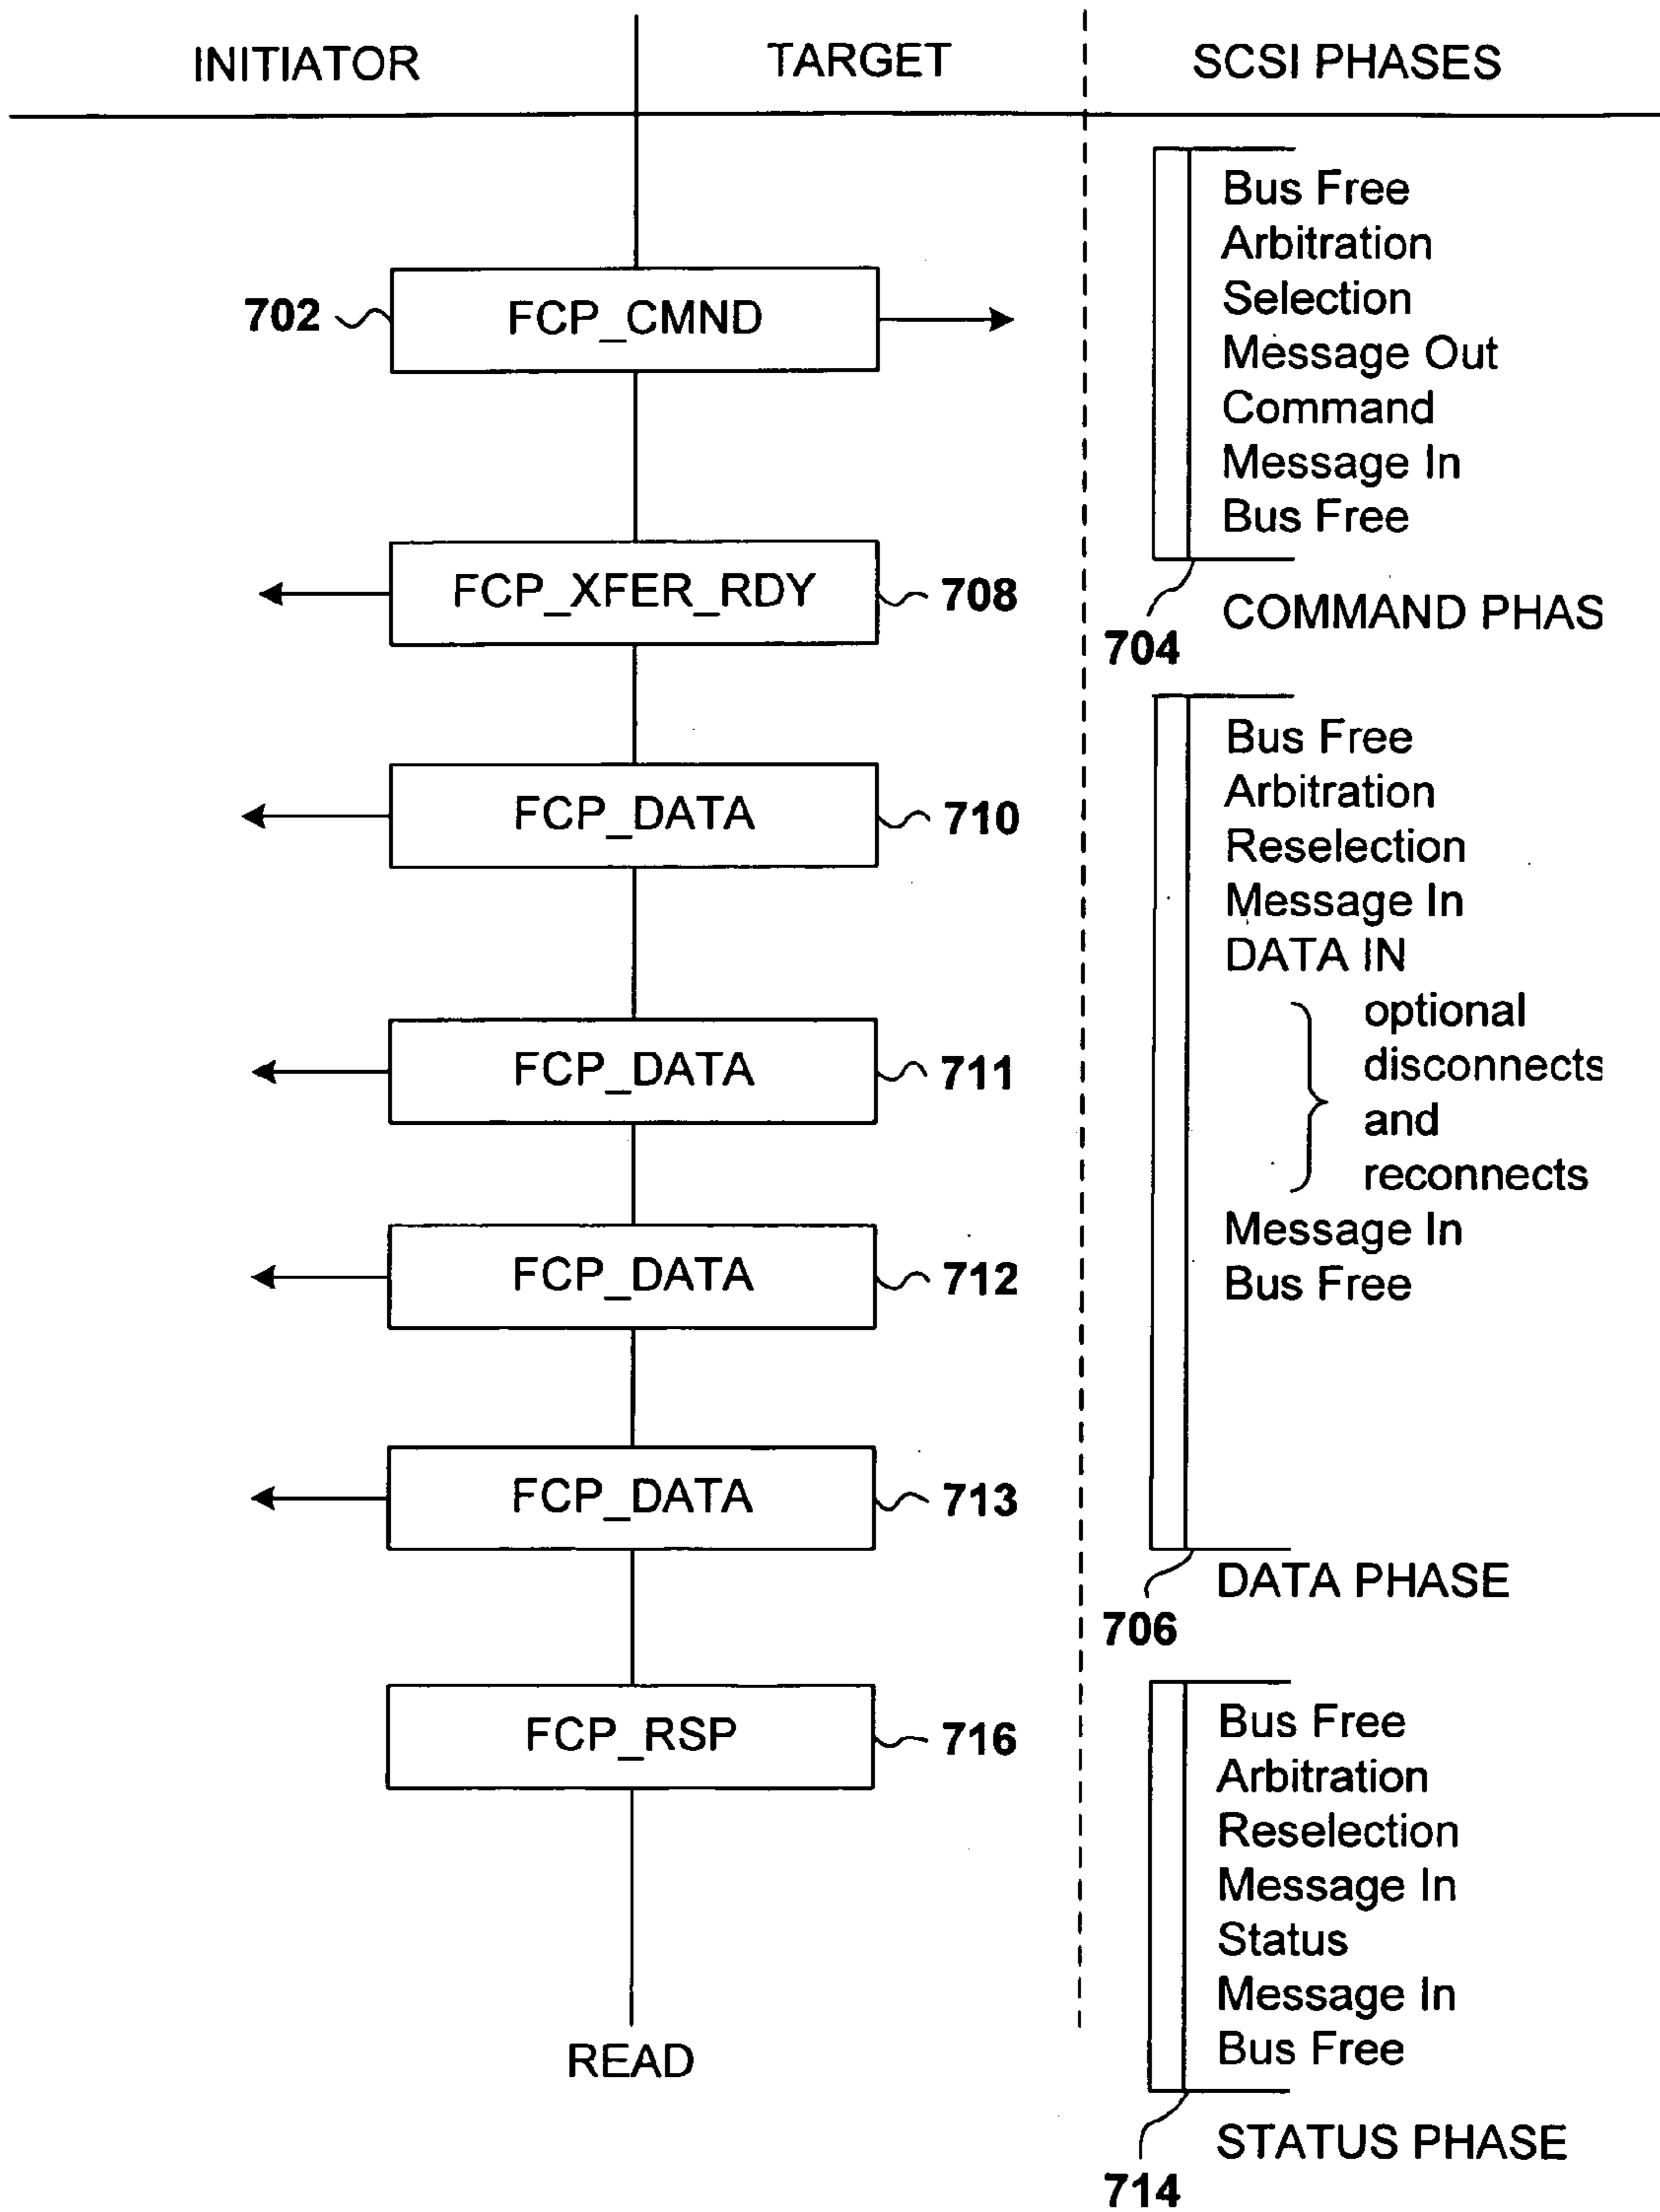 INITIATOR
TARGET
SCSI PHASES
Bus Free
Arbitration
Selection
Message Out
Command
Message In
Bus Free
704
COMMAND PHAS
702
FCP_CMND
FCP_XFER_RDY
708
FCP_DATA
710
FCP_DATA
711
FCP_DATA
712
FCP_DATA
713
Bus Free
Arbitration
Reselection
Message In
DATA IN
optional
disconnects
and
reconnects
Message In
Bus Free
706
DATA PHASE
FCP_RSP
716
READ
Bus Free
Arbitration
Reselection
Message In
Status
Message In
Bus Free
714
STATUS PHASE